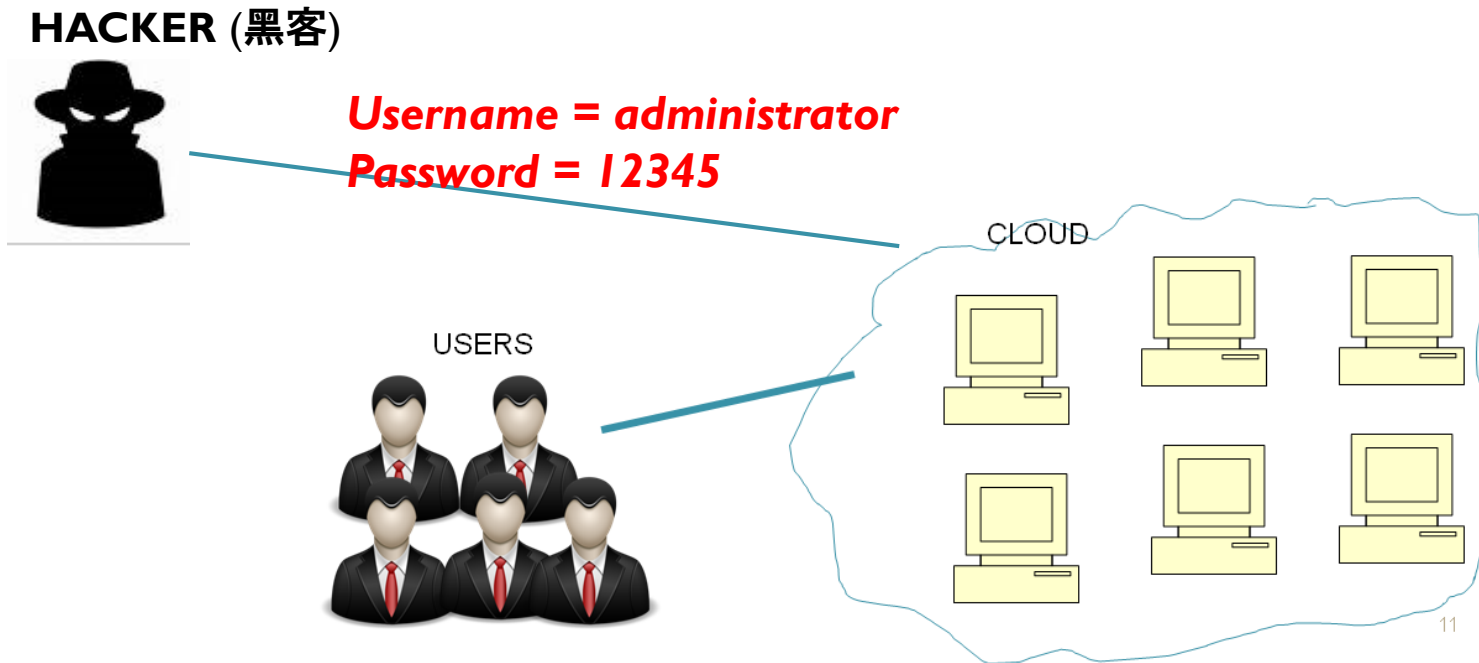 HACKER (黑客)
Username = administrator
Password = 12345
CLOUD
USERS
11